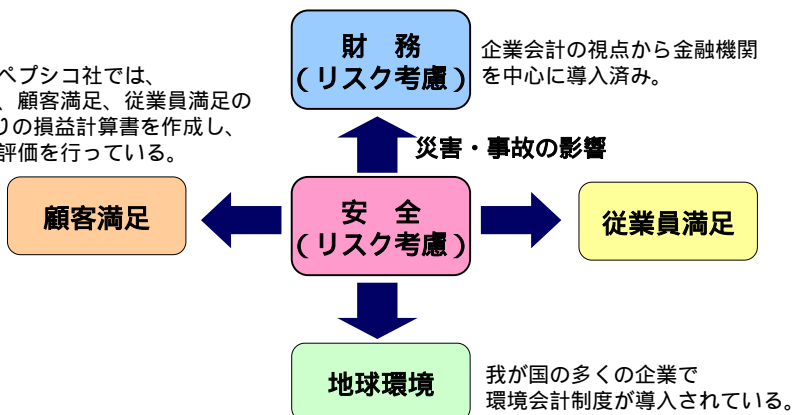 財 務
(リスク考慮)
企業会計の視点から金融機関
を中心に導入済み。
ペプシコ社では、
、顧客満足、従業員満足の
りの損益計算書を作成し、
評価を行っている。
災害・事故の影響
顧客満足
安 全
(リスク考慮)
従業員満足
地球環境
我が国の多くの企業で
環境会計制度が導入されている。